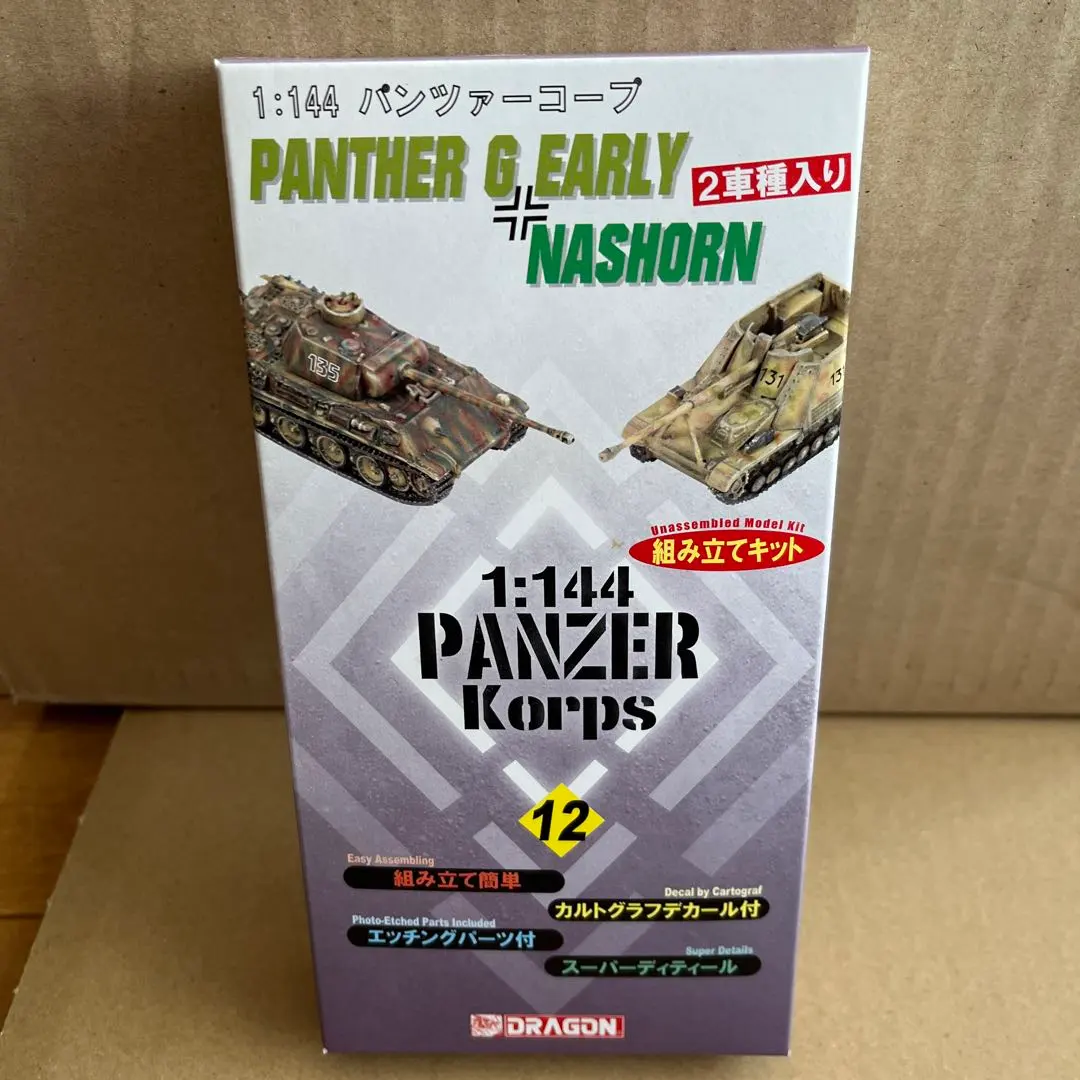 1:144 パンツァーコープ
PANTHER G EARLY
2車種入り
NASHORN
135
131
13
Unassembled Model Kit
組み立てキット
1:144
PANZER
Korps
12
Easy Assembling
組み立て簡単
Decal by Cartograf
カルトグラフデカール付
Photo-Etched Parts Included
エッチングパーツ付
Super Details
スーパーディティール
DRAGON